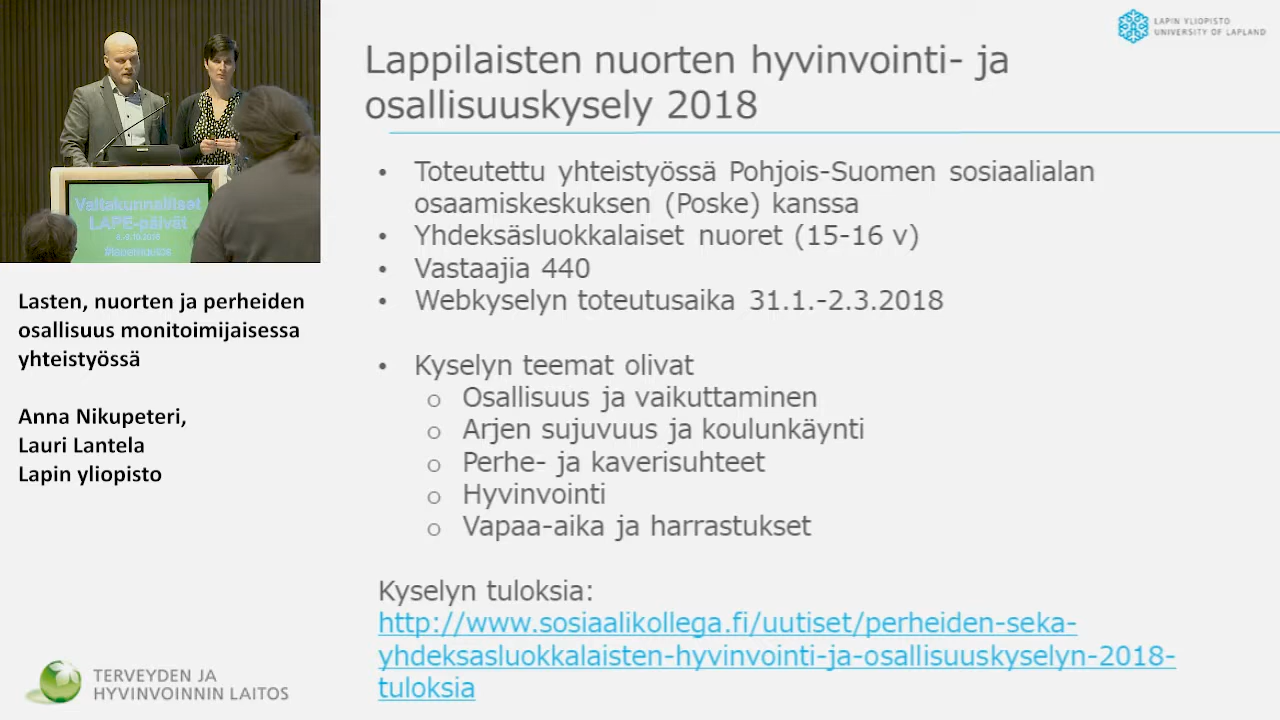 LAPIN YLIOPISTO
UNIVERSITY OF LAPLAND
Lappilaisten nuorten hyvinvointi- ja
osallisuuskysely 2018
• Toteutettu yhteistyössä Pohjois-Suomen sosiaalialan
osaamiskeskuksen (Poske) kanssa
• Yhdeksäsluokkalaiset nuoret (15-16 v)
• Vastaajia 440
• Webkyselyn toteutusaika 31.1.-2.3.2018
• Kyselyn teemat olivat
o Osallisuus ja vaikuttaminen
o Arjen sujuvuus ja koulunkäynti
o Perhe- ja kaverisuhteet
o Hyvinvointi
o Vapaa-aika ja harrastukset
Kyselyn tuloksia:
http://www.sosiaalikollega.fi/uutiset/perheiden-seka-
yhdeksasluokkalaisten-hyvinvointi-ja-osallisuuskyselyn-2018-
tuloksia
Valtakunnalliset
LAPE-päivät
Lasten, nuorten ja perheiden
osallisuus monitoimijaisessa
yhteistyössä
Anna Nikupeteri,
Lauri Lantela
Lapin yliopisto
TERVEYDEN JA
HYVINVOINNIN LAITOS